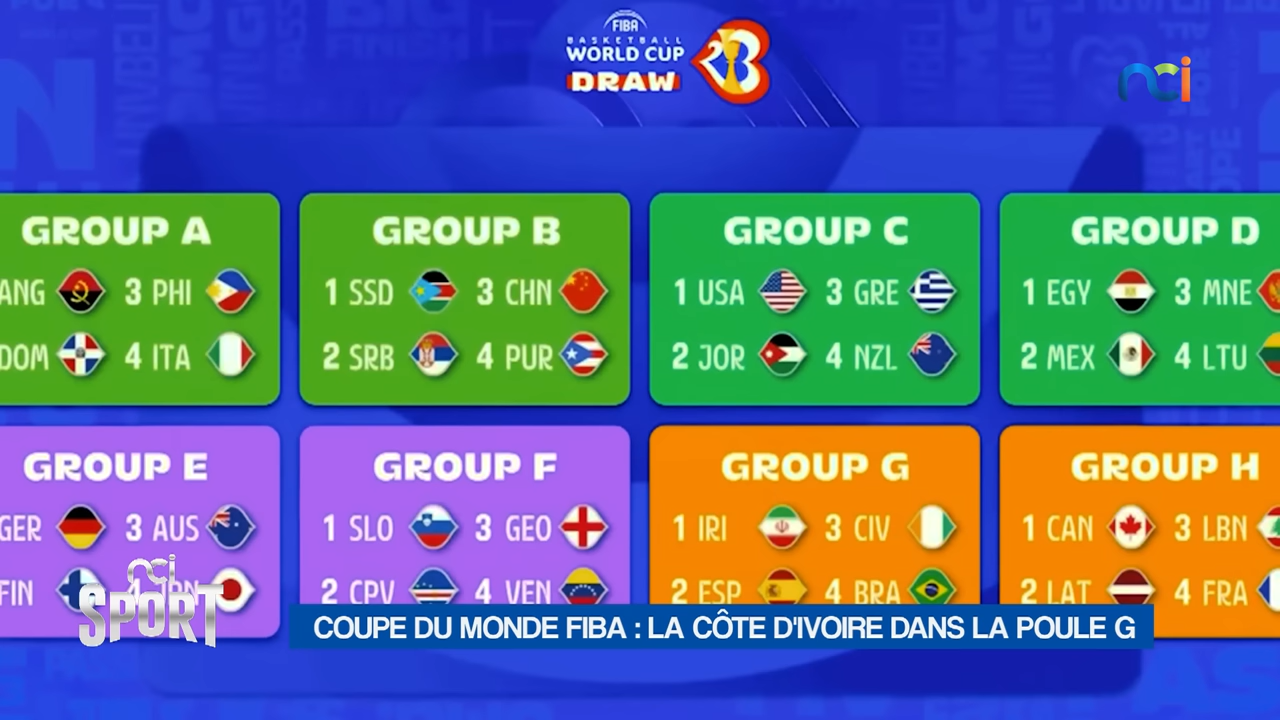 FIBA
BASKETBALL
WORLD CUP
DRAW
nci
GROUP A
ANG 3 PHI
DOM 4 ITA
GROUP B
1 SSD 3 CHN
2 SRB 4 PUR
GROUP C
1 USA 3 GRE
2 JOR 4 NZL
GROUP D
1 EGY 3 MNE
2 MEX 4 LTU
GROUP E
GER 3 AUS
FIN
GROUP F
1 SLO 3 GEO
2 CPV 4 VEN
GROUP G
1 IRI 3 CIV
2 ESP 4 BRA
GROUP H
1 CAN 3 LBN
2 LAT 4 FRA
nci
SPORT
COUPE DU MONDE FIBA : LA CÔTE D'IVOIRE DANS LA POULE G